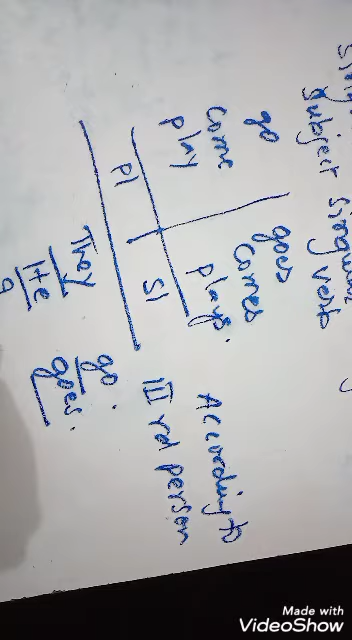 Subject singular verb
go goes
come comes According to
play plays. III rd person
Pl Sl
They go.
He goes.
Made with
VideoShow